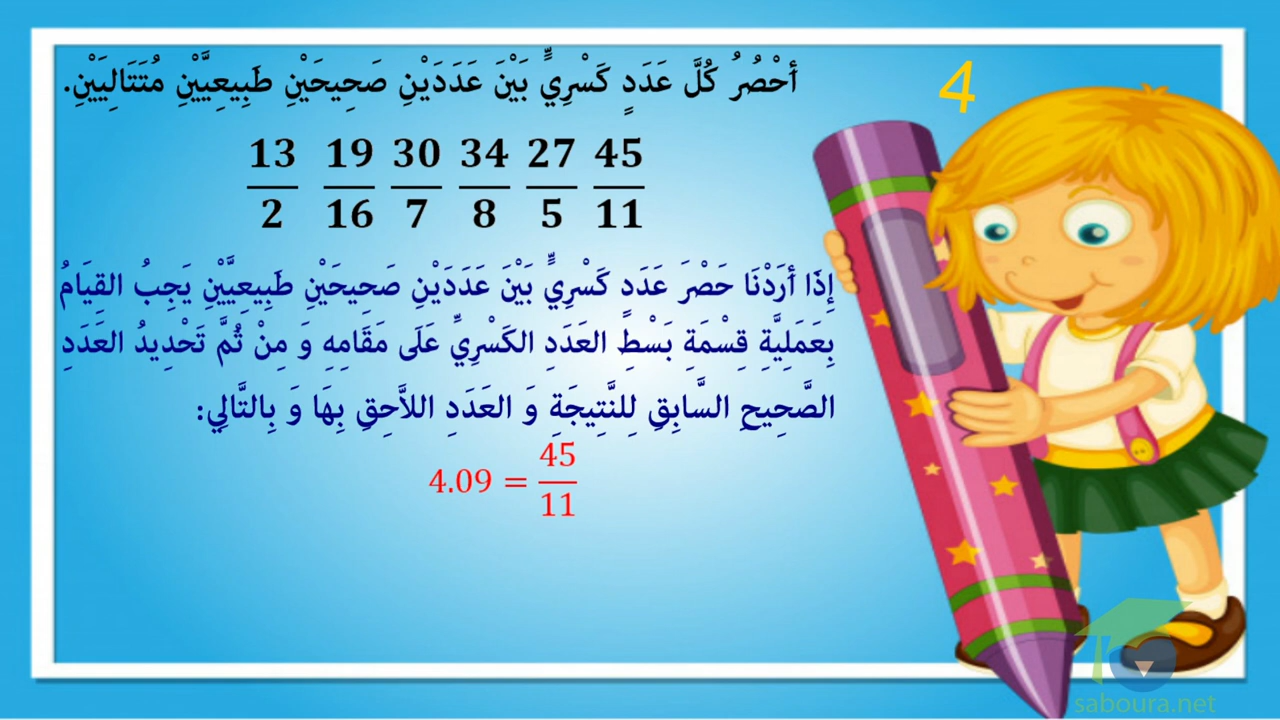 4
أَحْصُرُ كُلَّ عَدَدٍ كَسْرِيٍّ بَيْنَ عَدَدَيْنِ صَحِيحَيْنِ طَبِيعِيَّيْنِ مُتَتَالِيَيْنِ.
13 19 30 34 27 45
2 16 7 8 5 11
إِذَا أَرَدْنَا حَصْرَ عَدَدٍ كَسْرِيٍّ بَيْنَ عَدَدَيْنِ صَحِيحَيْنِ طَبِيعِيَّيْنِ يَجِبُ القِيَامُ
بِعَمَلِيَّةِ قِسْمَةِ بَسْطِ العَدَدِ الكَسْرِيِّ عَلَى مَقَامِهِ وَ مِنْ ثُمَّ تَحْدِيدُ العَدَدِ
الصَّحِيحِ السَّابِقِ لِلنَّتِيجَةِ وَ العَدَدِ اللاَّحِقِ بِهَا وَ بِالتَّالِي:
4.09 = 45/11
saboura.net